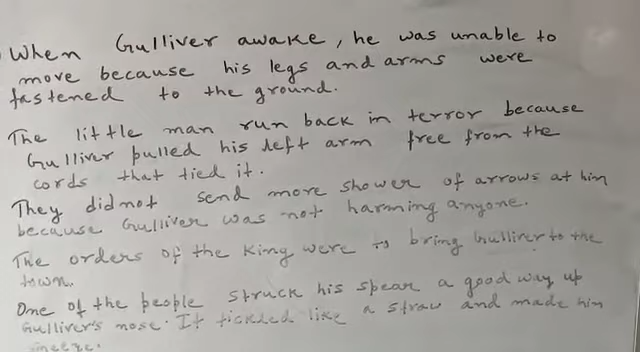 When Gulliver awake, he was unable to
move because his legs and arms were
fastened to the ground.
The little man run back in terror because
Gulliver pulled his left arm free from the
cords that tied it.
They did not send more shower of arrows at him
because Gulliver was not harming anyone.
The orders of the King were to bring Gulliver to the
town.
One of the people struck his spear a good way up
Gulliver's nose. It tickded like a straw and made him